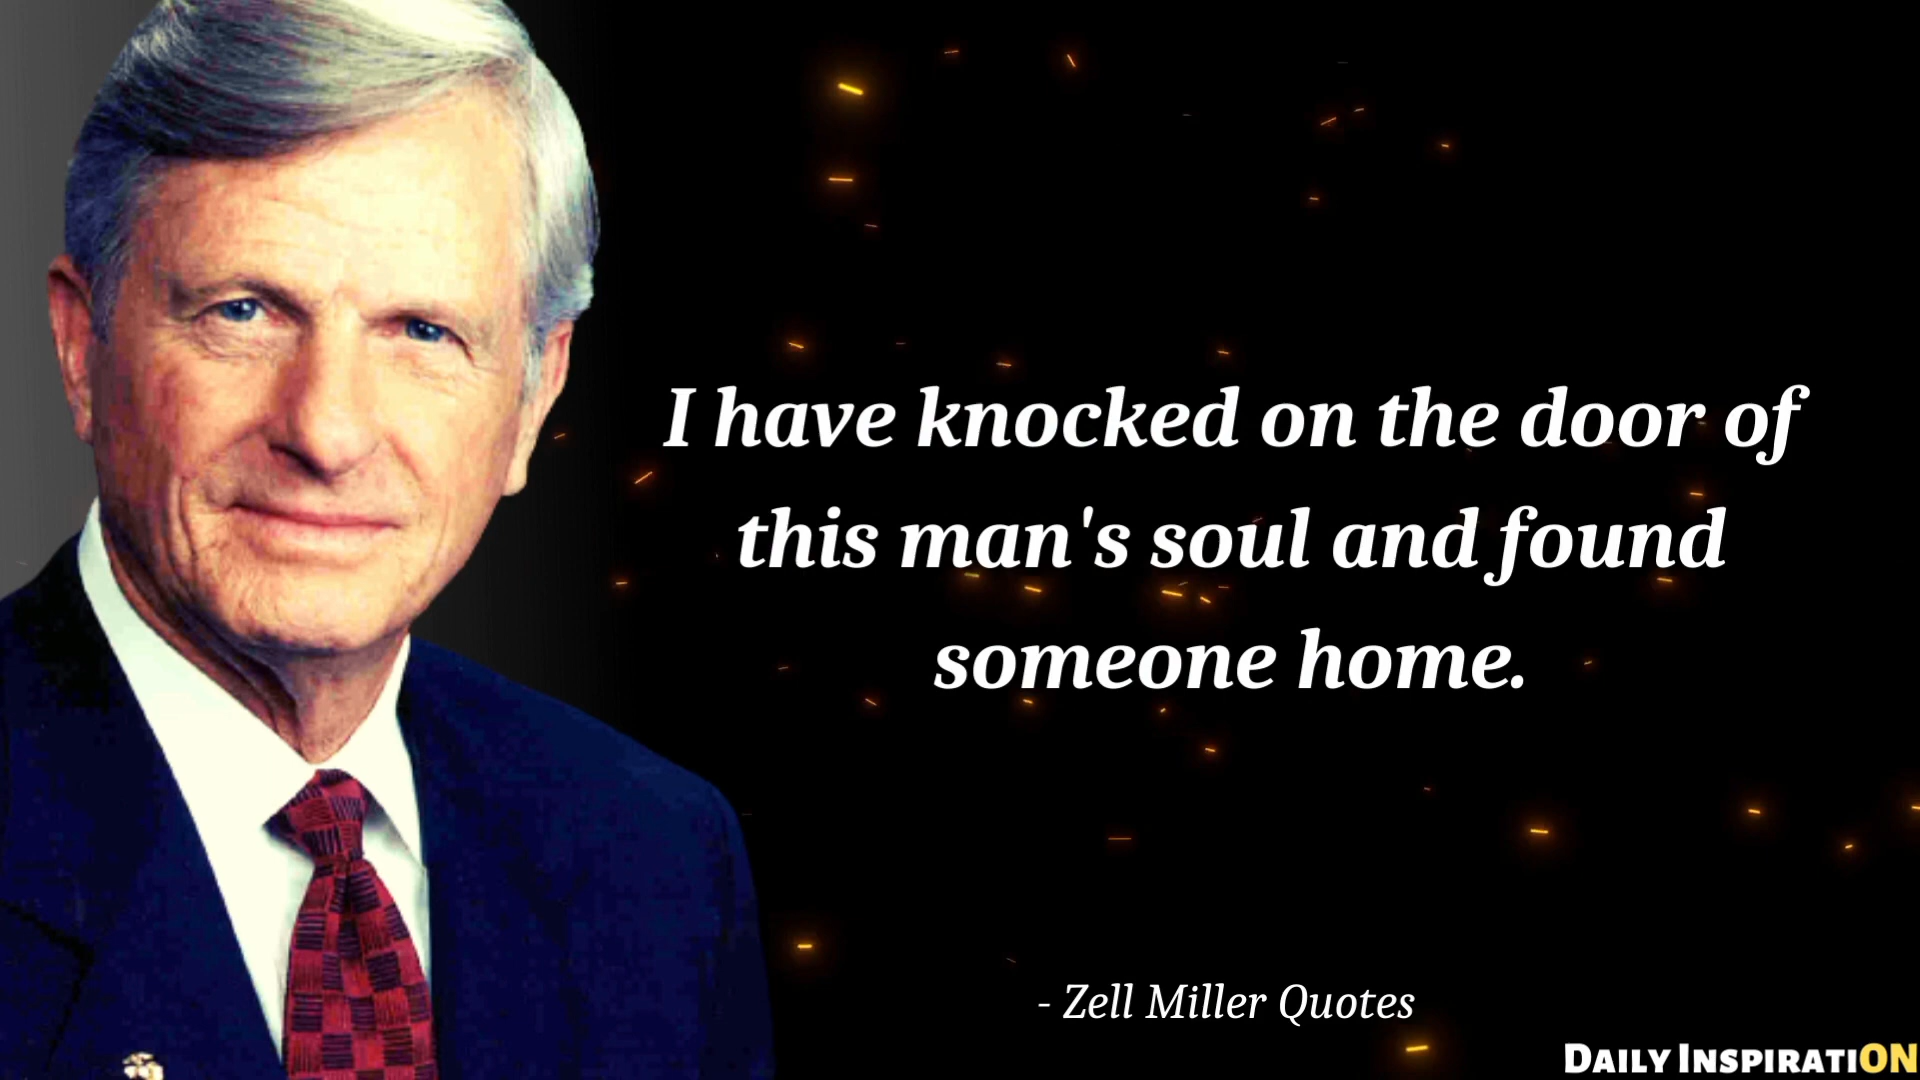 I have knocked on the door of
this man's soul and found
someone home.
- Zell Miller Quotes
DAILY INSPIRATION